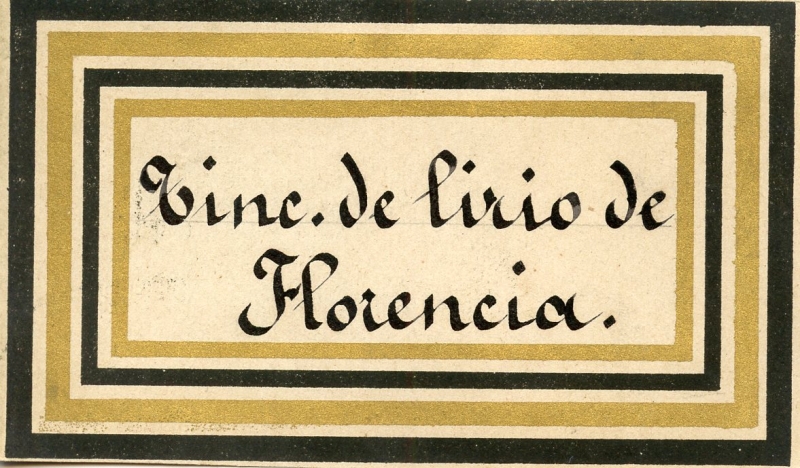 Tinc. de lirio de
Florencia.